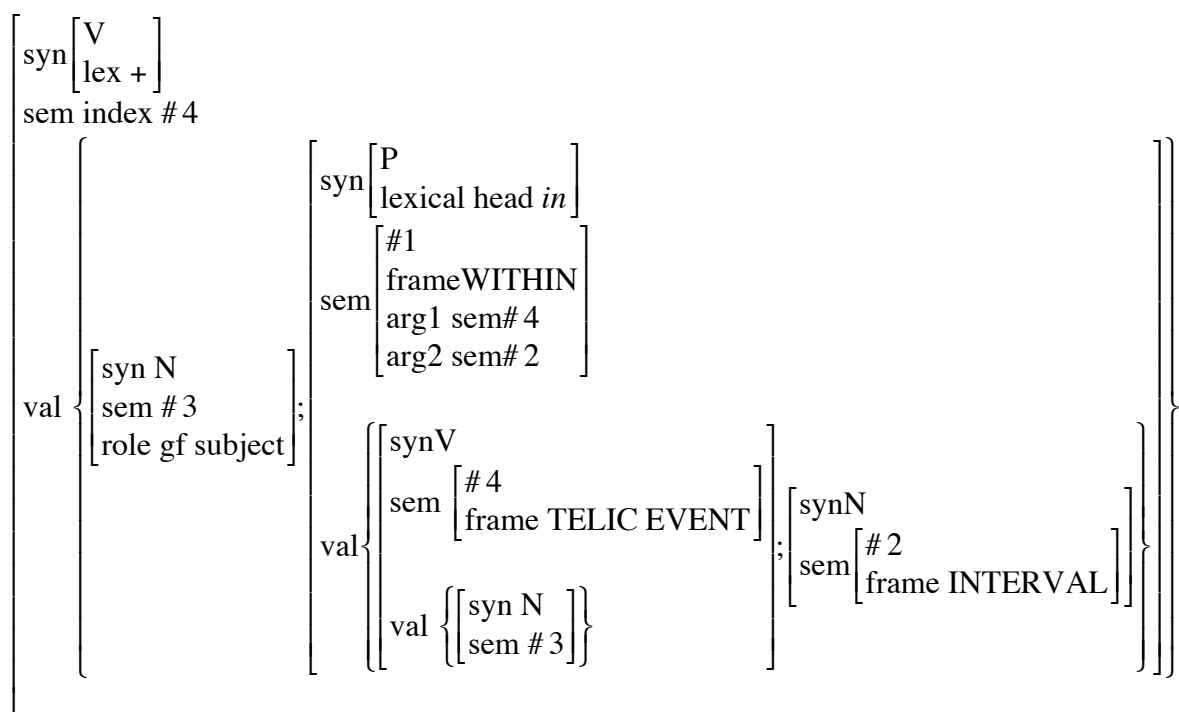 syn V
lex +
sem index # 4
syn P
lexical head in
sem #1
frameWITHIN
arg1 sem# 4
arg2 sem# 2
val syn N
sem # 3
role gf subject ;
val synV
sem # 4
frame TELIC EVENT
val syn N
sem # 3
; synN
sem # 2
frame INTERVAL